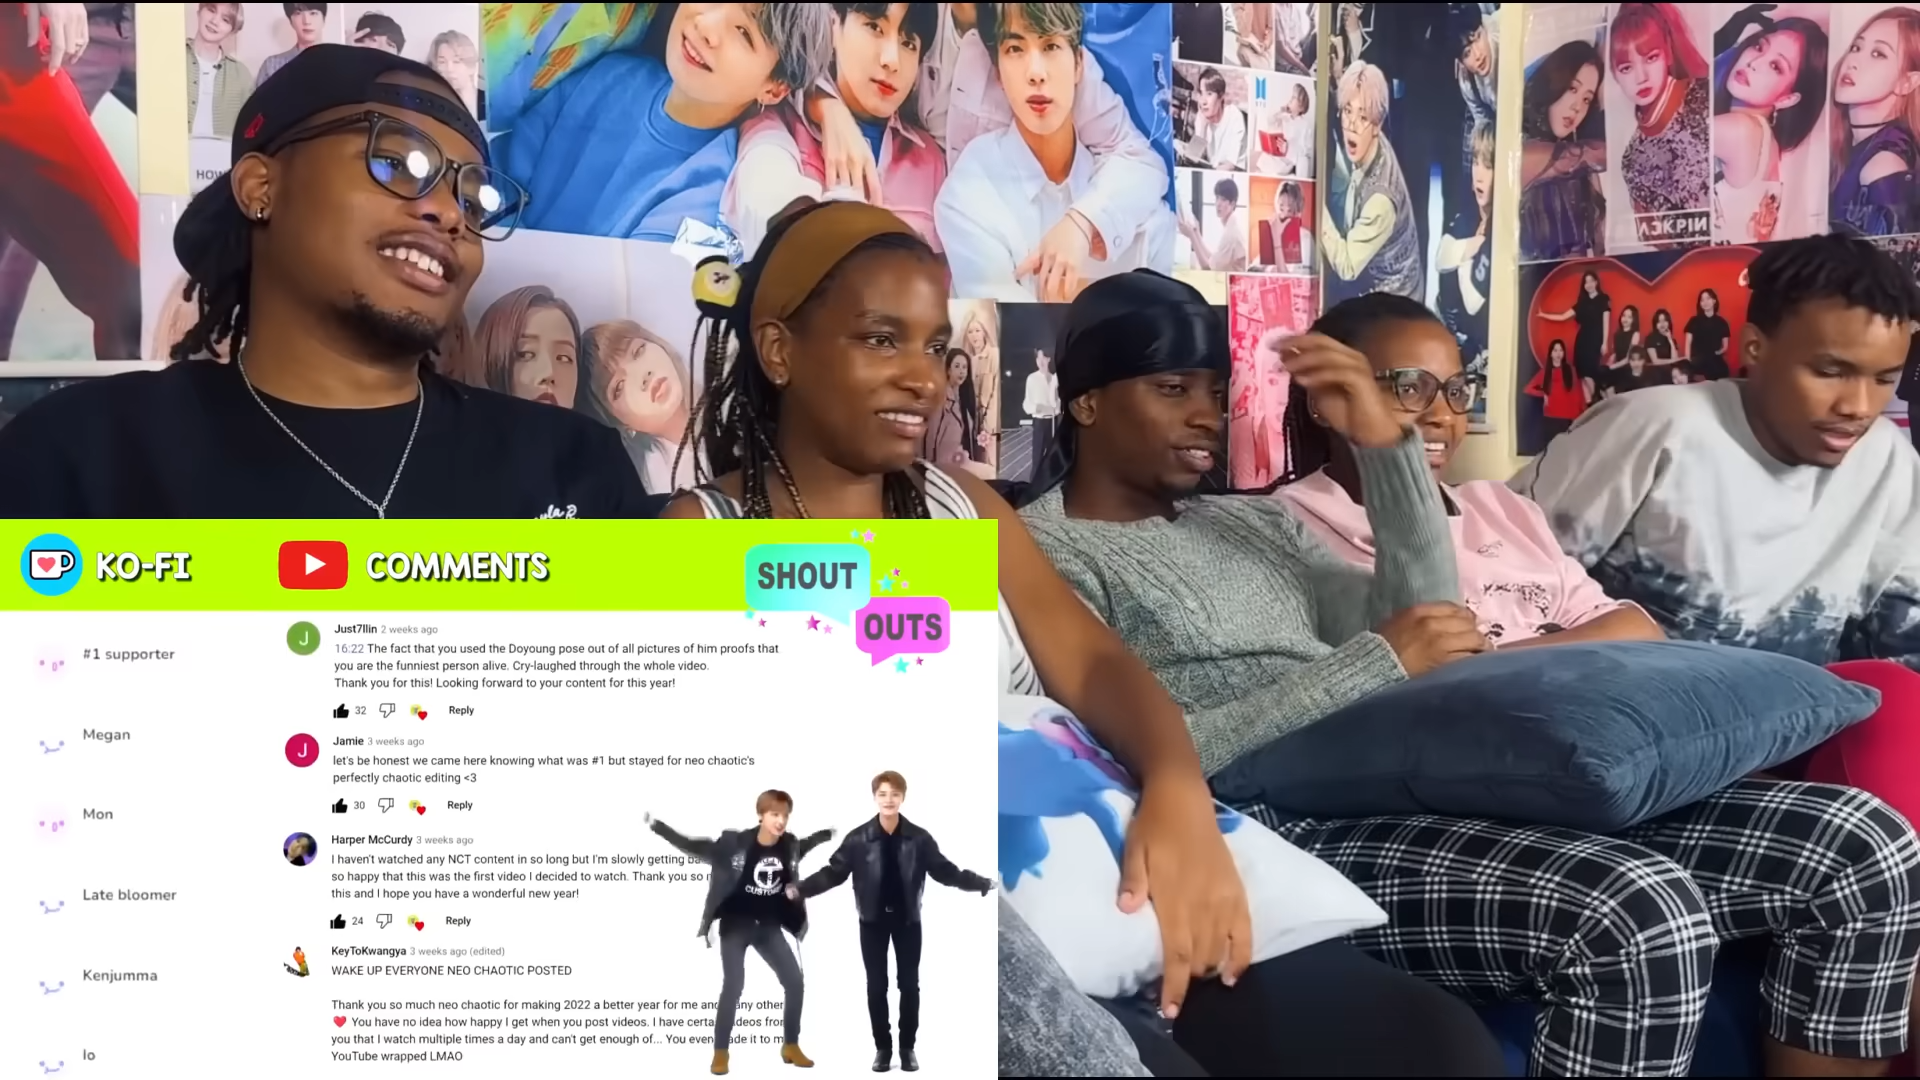 HOW
BTS
KO-FI
COMMENTS
SHOUT
OUTS
#1 supporter
Megan
Mon
Late bloomer
Kenjumma
Io
J
Just7llin 2 weeks ago
16:22 The fact that you used the Doyoung pose out of all pictures of him proofs that
you are the funniest person alive. Cry-laughed through the whole video.
Thank you for this! Looking forward to your content for this year!
32 Reply
J
Jamie 3 weeks ago
let's be honest we came here knowing what was #1 but stayed for neo chaotic's
perfectly chaotic editing <3
30 Reply
Harper McCurdy 3 weeks ago
I haven't watched any NCT content in so long but I'm slowly getting
so happy that this was the first video I decided to watch. Thank you so
this and I hope you have a wonderful new year!
24 Reply
KeyToKwangya 3 weeks ago (edited)
WAKE UP EVERYONE NEO CHAOTIC POSTED
Thank you so much neo chaotic for making 2022 a better year for me and other
❤️ You have no idea how happy I get when you post videos. I have
you that I watch multiple times a day and can't get enough of... You even it to
YouTube wrapped LMAO